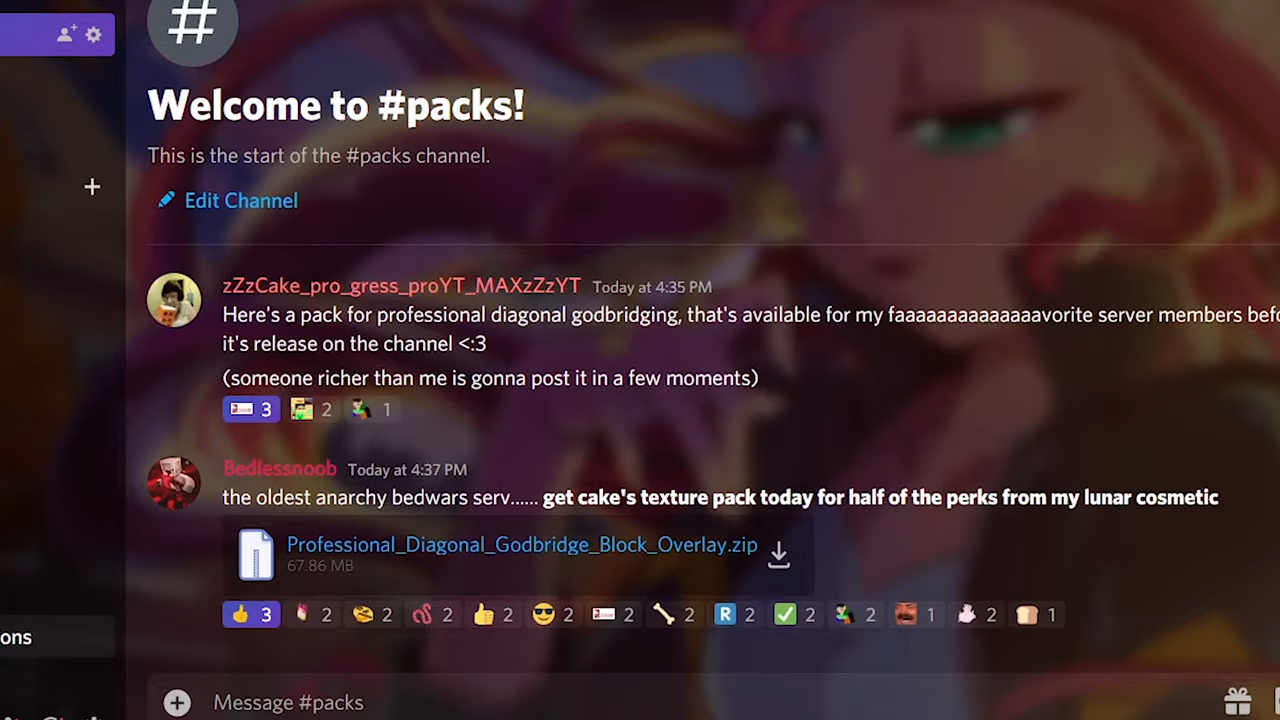 #
Welcome to #packs!
This is the start of the #packs channel.
Edit Channel
zZzCake_pro_gress_proYT_MAXzZzYT Today at 4:35 PM
Here's a pack for professional diagonal godbridging, that's available for my faaaaaaaaaaaaaavorite server members befo
it's release on the channel <:3
(someone richer than me is gonna post it in a few moments)
3 2 1
Bedlessnoob Today at 4:37 PM
the oldest anarchy bedwars serv...... get cake's texture pack today for half of the perks from my lunar cosmetic
Professional_Diagonal_Godbridge_Block_Overlay.zip
67.86 MB
3 2 2 2 2 2 2 2 R 2 2 2 1 2 1
ons
Message #packs